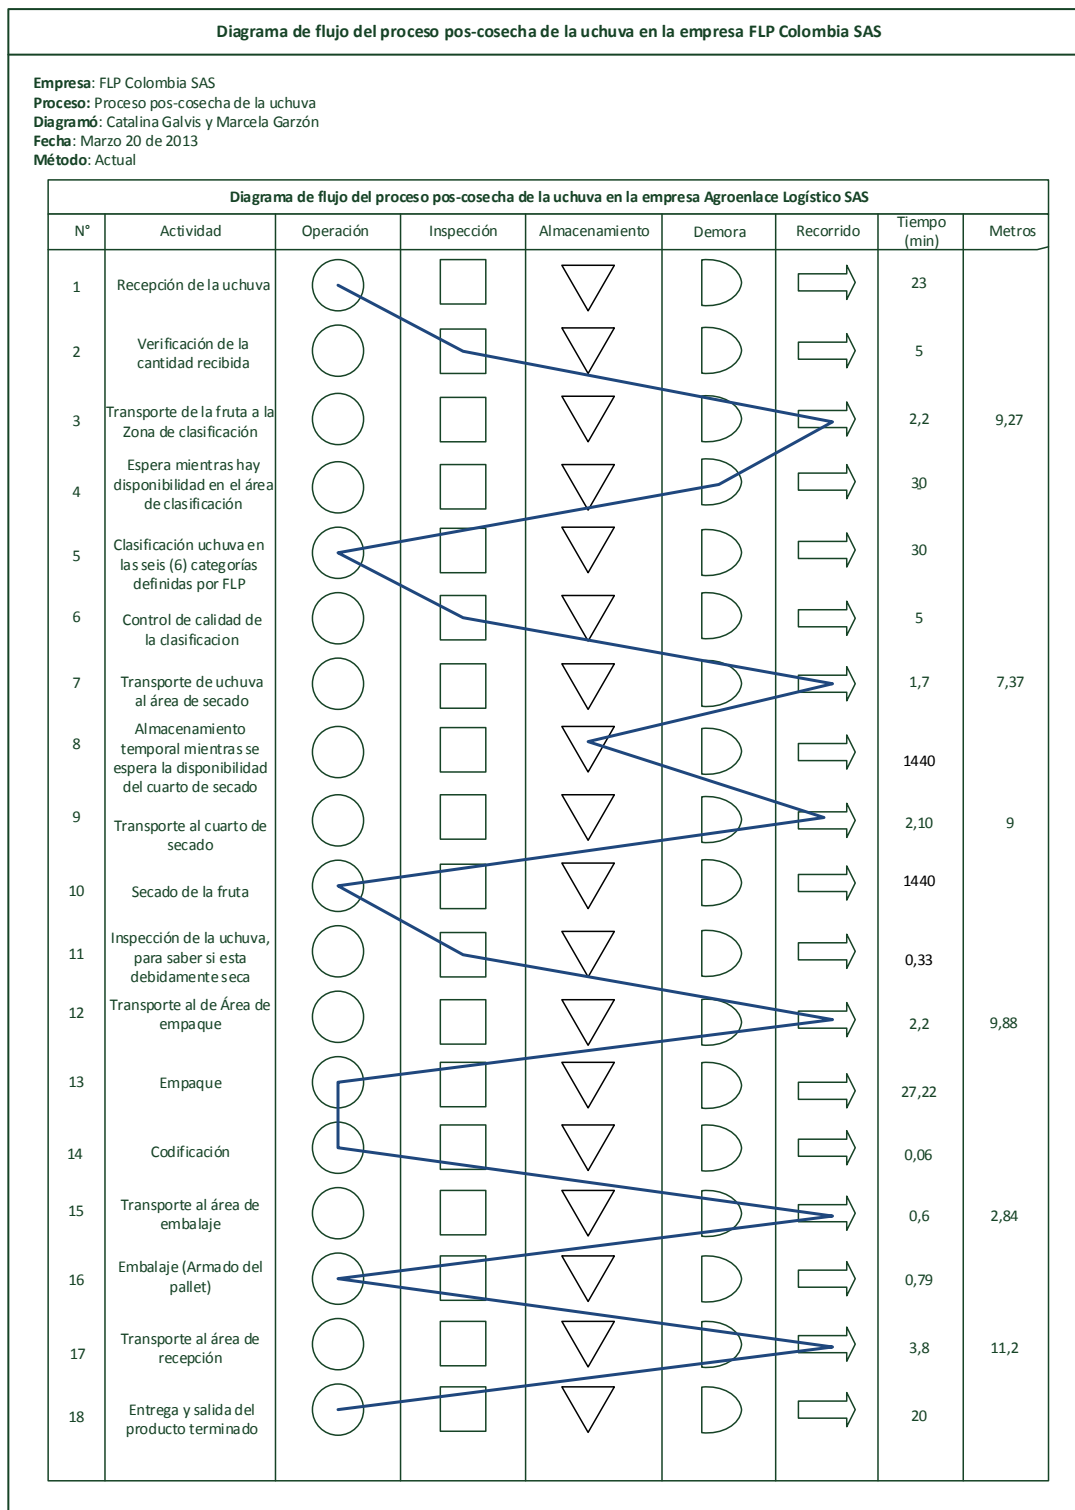 Diagrama de flujo del proceso pos-cosecha de la uchuva en la empresa FLP Colombia SAS
Empresa: FLP Colombia SAS
Proceso: Proceso pos-cosecha de la uchuva
Diagramó: Catalina Galvis y Marcela Garzón
Fecha: Marzo 20 de 2013
Método: Actual
Diagrama de flujo del proceso pos-cosecha de la uchuva en la empresa Agroenlace Logístico SAS
N° Actividad Operación Inspección Almacenamiento Demora Recorrido Tiempo (min) Metros
1 Recepción de la uchuva 23
2 Verificación de la
cantidad recibida 5
3 Transporte de la fruta a la
Zona de clasificación 2,2 9,27
4 Espera mientras hay
disponibilidad en el área
de clasificación 30
5 Clasificación uchuva en
las seis (6) categorías
definidas por FLP 30
6 Control de calidad de
la clasificacion 5
7 Transporte de uchuva
al área de secado 1,7 7,37
8 Almacenamiento
temporal mientras se
espera la disponibilidad
del cuarto de secado 1440
9 Transporte al cuarto de
secado 2,10 9
10 Secado de la fruta 1440
11 Inspección de la uchuva,
para saber si esta
debidamente seca 0,33
12 Transporte al de Área de
empaque 2,2 9,88
13 Empaque 27,22
14 Codificación 0,06
15 Transporte al área de
embalaje 0,6 2,84
16 Embalaje (Armado del
pallet) 0,79
17 Transporte al área de
recepción 3,8 11,2
18 Entrega y salida del
producto terminado 20